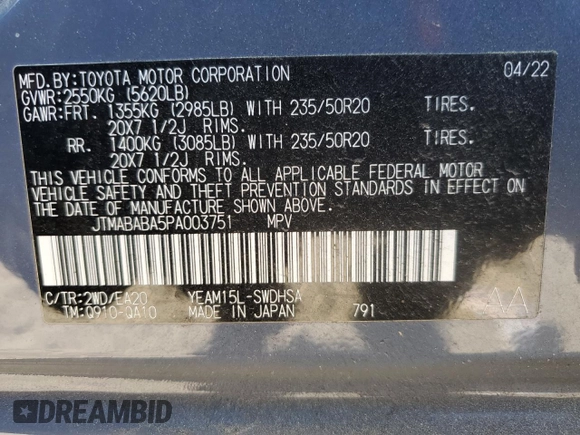 MFD.BY:TOYOTA MOTOR CORPORATION 04/22
GVWR:2550KG (5620LB)
GAWR:FRT. 1355KG (2985LB) WITH 235/50R20 TIRES.
20X7 1/2J RIMS.
RR. 1400KG (3085LB) WITH 235/50R20 TIRES.
20X7 1/2J RIMS.
THIS VEHICLE CONFORMS TO ALL APPLICABLE FEDERAL MOTOR
VEHICLE SAFETY AND THEFT PREVENTION STANDARDS IN EFFECT ON
THE DATE OF MANUFACTURE SHOWN ABOVE.
JTMABABA5PA003751 MPV
C/TR:2WD/EA20 YEAM15L-SWDHSA
TM:Q910-QA10 MADE IN JAPAN 791
AA
DREAMBID